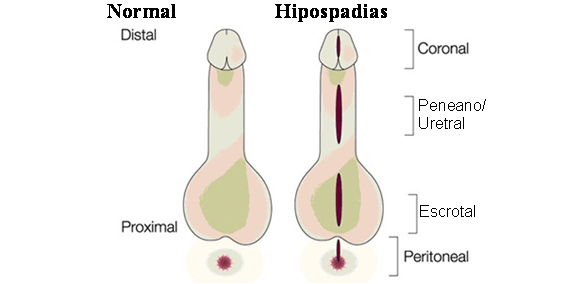 Normal
Hipospadias
Distal
Coronal
Peneano/
Uretral
Escrotal
Proximal
Peritoneal